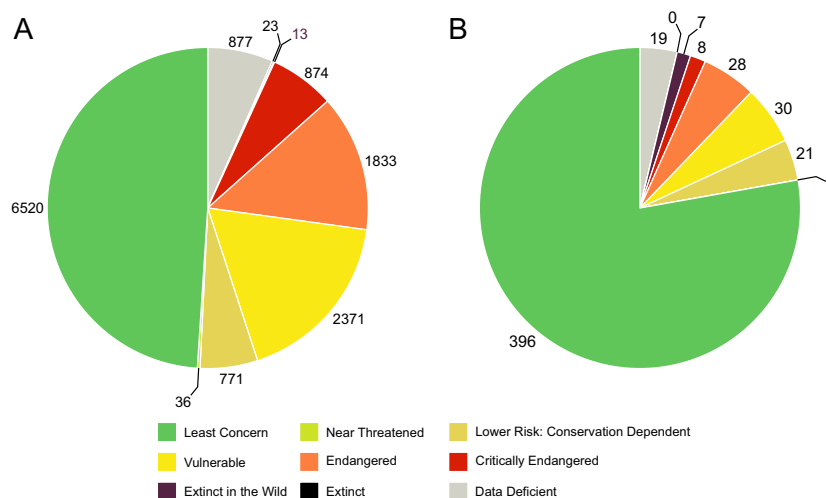 A
B
23
13
877
874
1833
2371
771
36
6520
0
7
19
8
28
30
21
396
Least Concern
Near Threatened
Lower Risk: Conservation Dependent
Vulnerable
Endangered
Critically Endangered
Extinct in the Wild
Extinct
Data Deficient